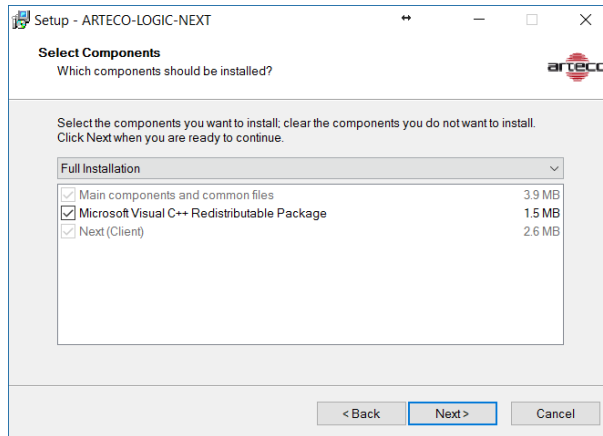 Setup - ARTECO-LOGIC-NEXT
Select Components
Which components should be installed?
arteco
Select the components you want to install; clear the components you do not want to install.
Click Next when you are ready to continue.
Full Installation
Main components and common files 3.9 MB
Microsoft Visual C++ Redistributable Package 1.5 MB
Next (Client) 2.6 MB
< Back Next > Cancel